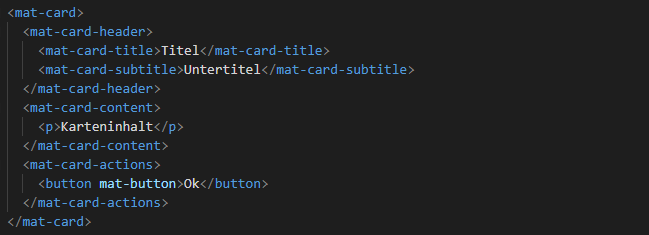 <mat-card>
<mat-card-header>
<mat-card-title>Titel</mat-card-title>
<mat-card-subtitle>Untertitel</mat-card-subtitle>
</mat-card-header>
<mat-card-content>
<p>Karteninhalt</p>
</mat-card-content>
<mat-card-actions>
<button mat-button>Ok</button>
</mat-card-actions>
</mat-card>